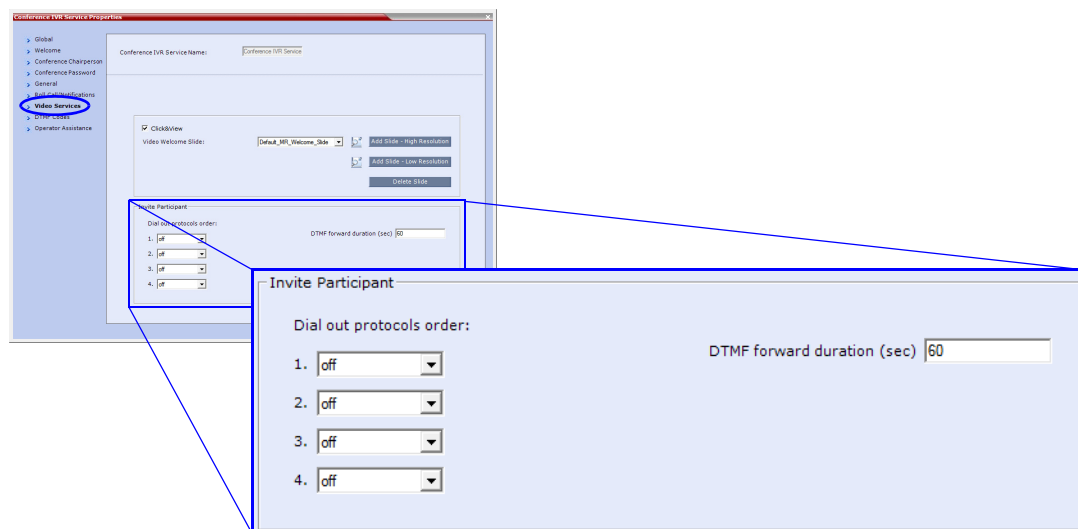 Conference IVR Service Properties
Global
Welcome
Conference Chairperson
Conference Password
General
Roll Call/Notifications
Video Services
DTMF Codes
Operator Assistance
Conference IVR Service Name: Conference IVR Service
Click&View
Video Welcome Slide: Default_MR_Welcome_Slide Add Slide - High Resolution
Add Slide - Low Resolution
Delete Slide
Invite Participant
Dial out protocols order:
DTMF forward duration (sec) 60
1. off
2. off
3. off
4. off
Invite Participant
Dial out protocols order:
DTMF forward duration (sec) 60
1. off
2. off
3. off
4. off